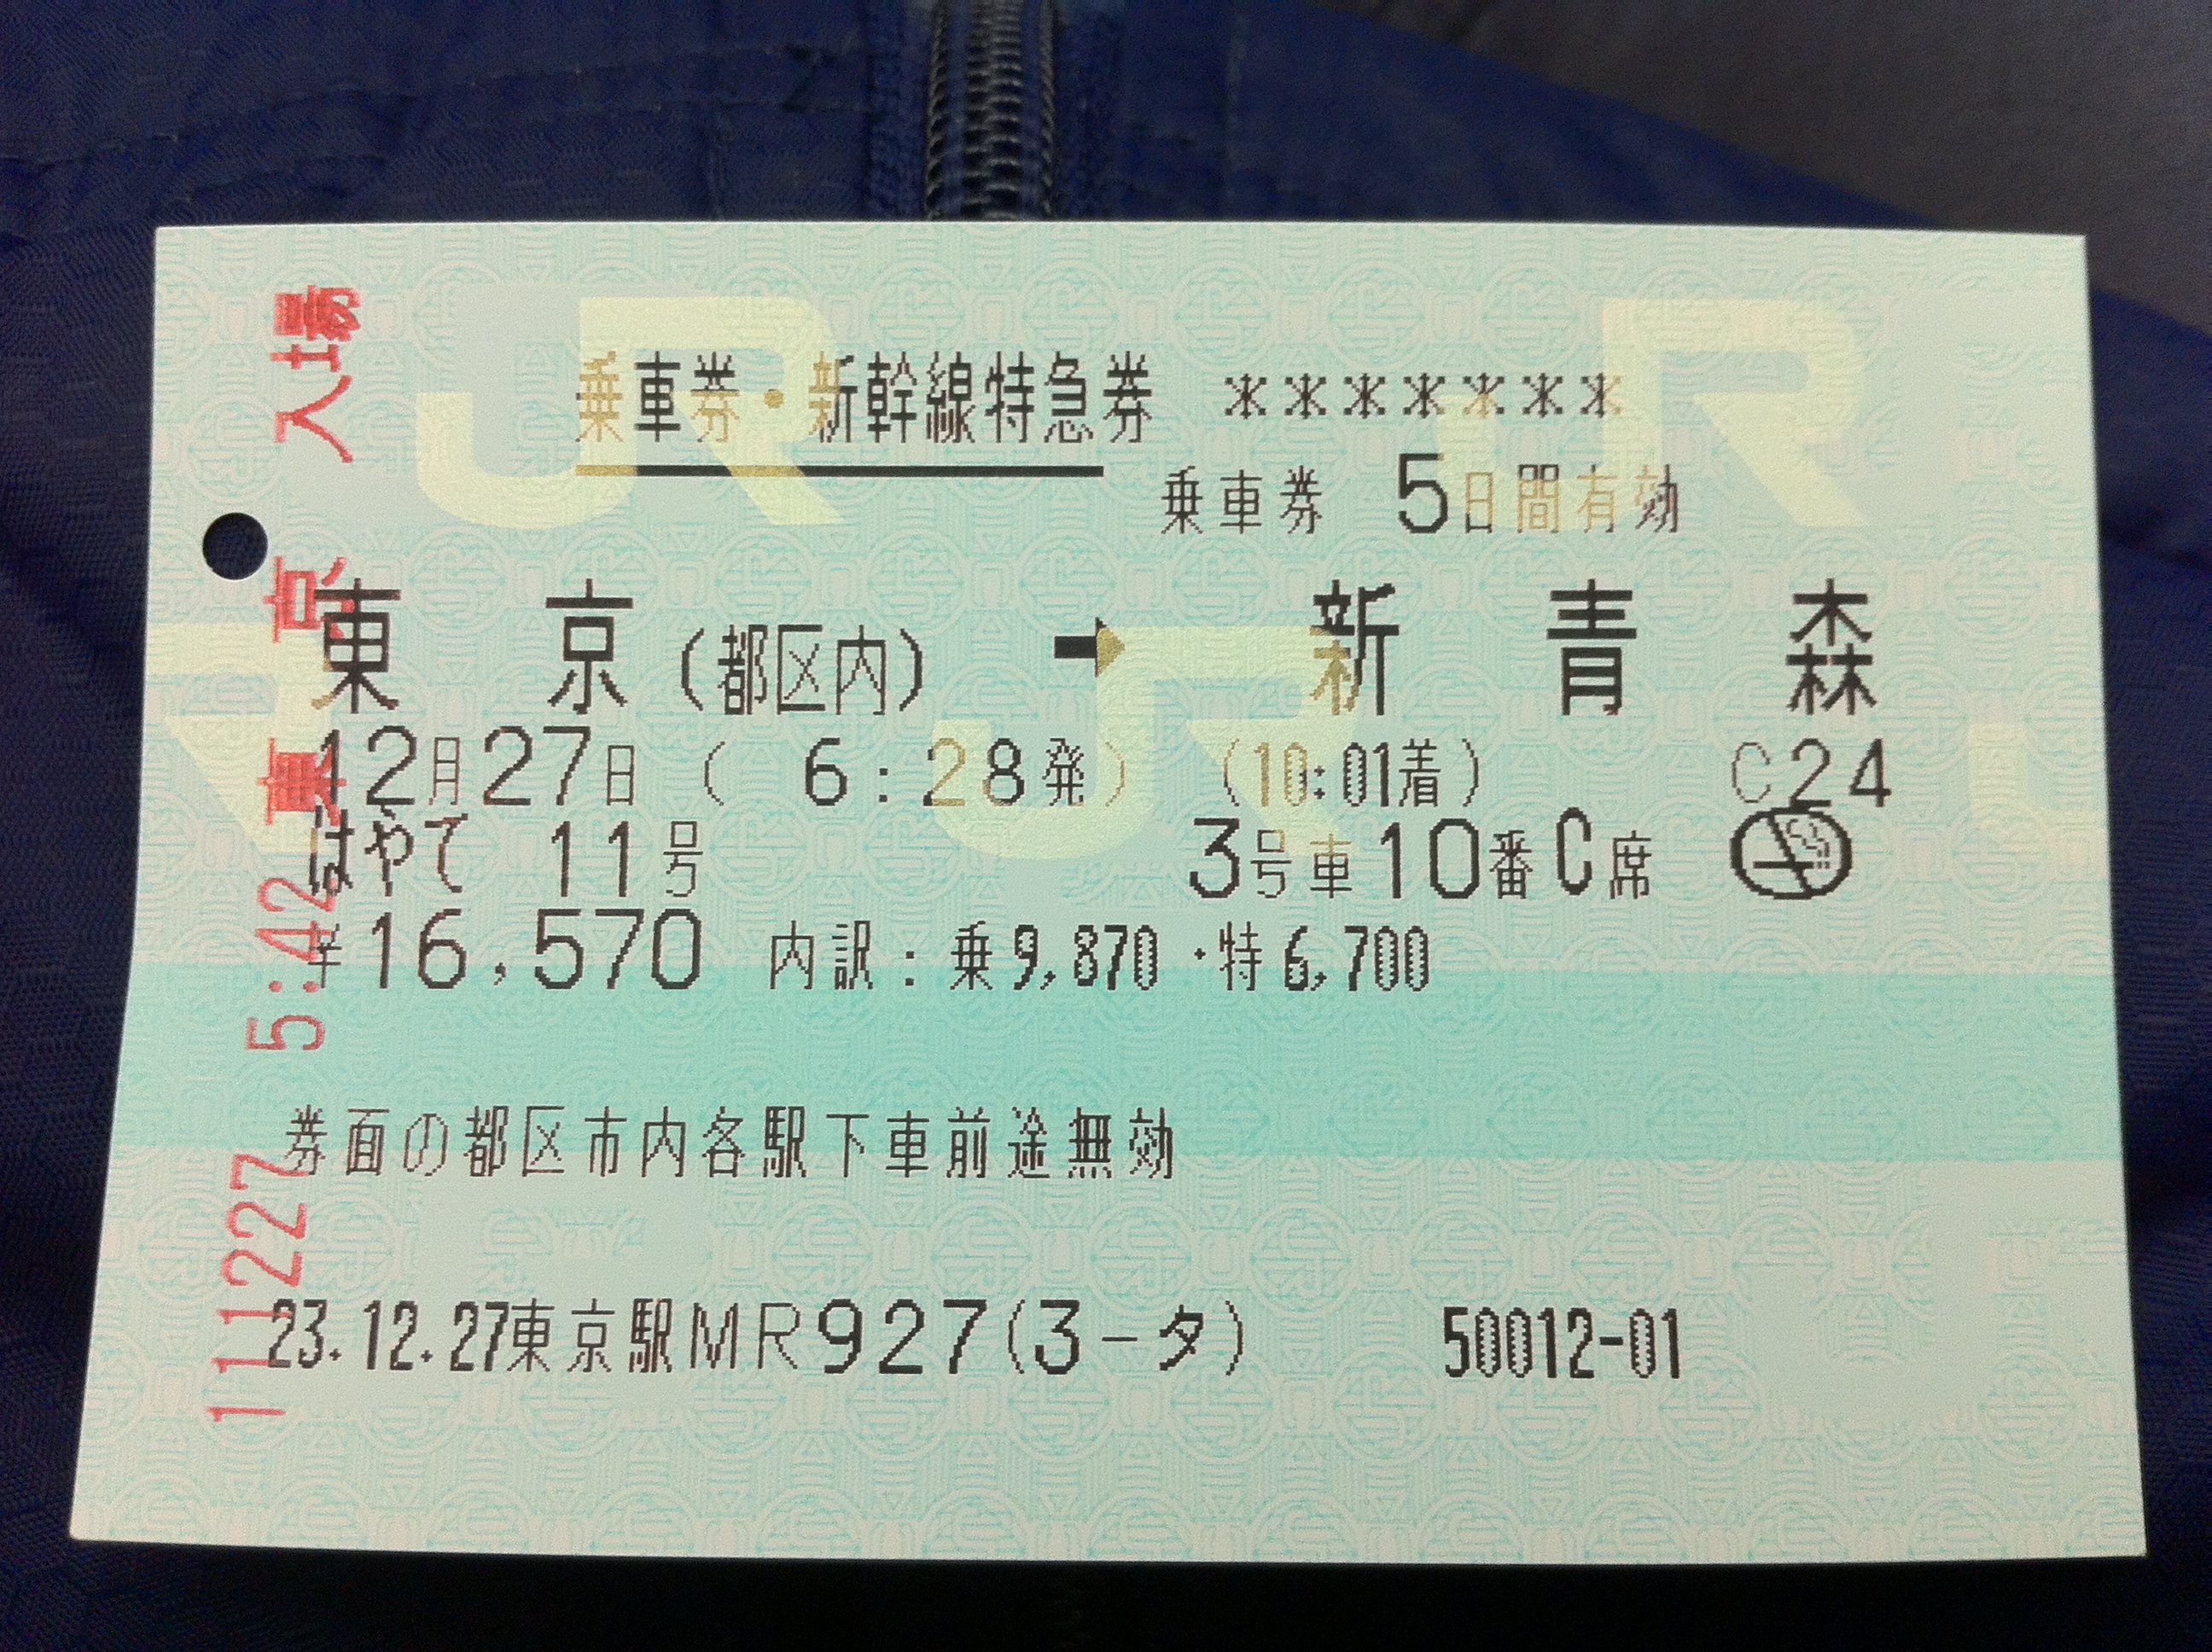 乗車券・新幹線特急券 *******
乗車券 5日間有効
東京(都区内) → 新青森
12月27日 ( 6:28発) (10:01着) C24
はやて 11号 3号車10番C席
¥16,570 内訳:乗9,870・特6,700
券面の都区市内各駅下車前途無効
23.12.27東京駅MR927(3-タ) 50012-01
111227 5:42 東京 入場
JR
JR
JR